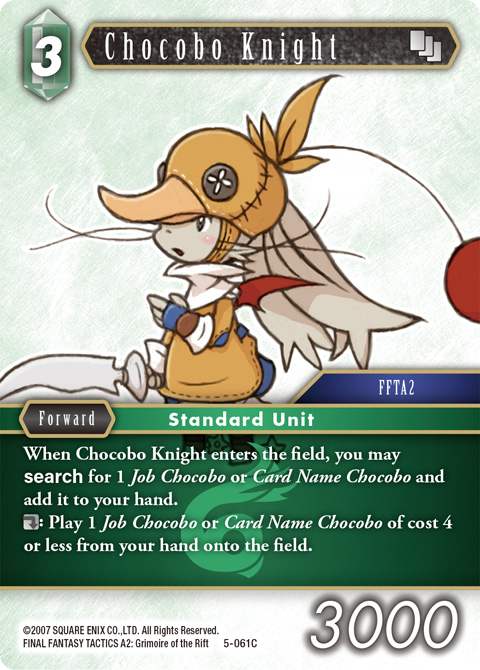 3
Chocobo Knight
FFTA2
Forward
Standard Unit
When Chocobo Knight enters the field, you may
search for 1 Job Chocobo or Card Name Chocobo and
add it to your hand.
: Play 1 Job Chocobo or Card Name Chocobo of cost 4
or less from your hand onto the field.
©2007 SQUARE ENIX CO.,LTD. All Rights Reserved.
FINAL FANTASY TACTICS A2: Grimoire of the Rift 5-061C
3000